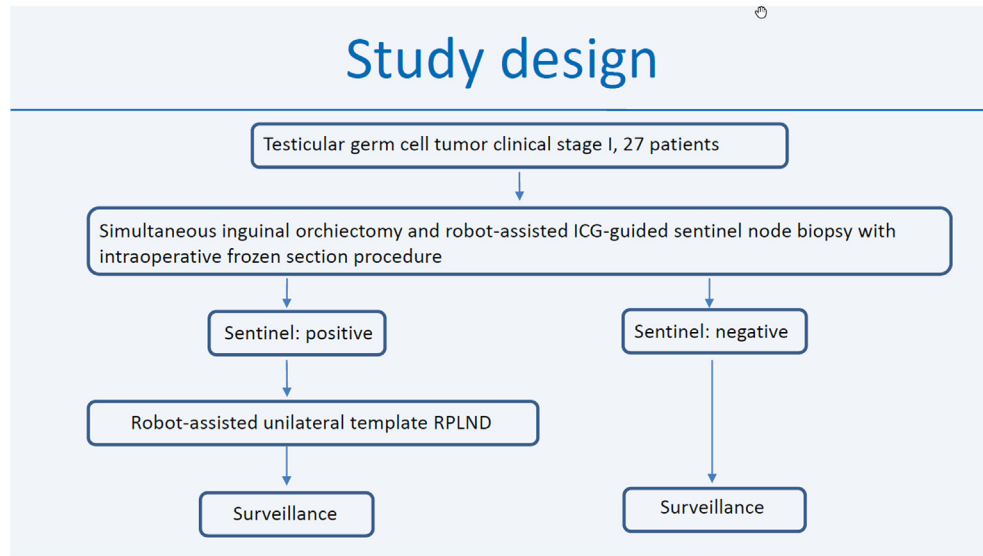 Study design
Testicular germ cell tumor clinical stage I, 27 patients
Simultaneous inguinal orchiectomy and robot-assisted ICG-guided sentinel node biopsy with
intraoperative frozen section procedure
Sentinel: positive
Sentinel: negative
Robot-assisted unilateral template RPLND
Surveillance
Surveillance